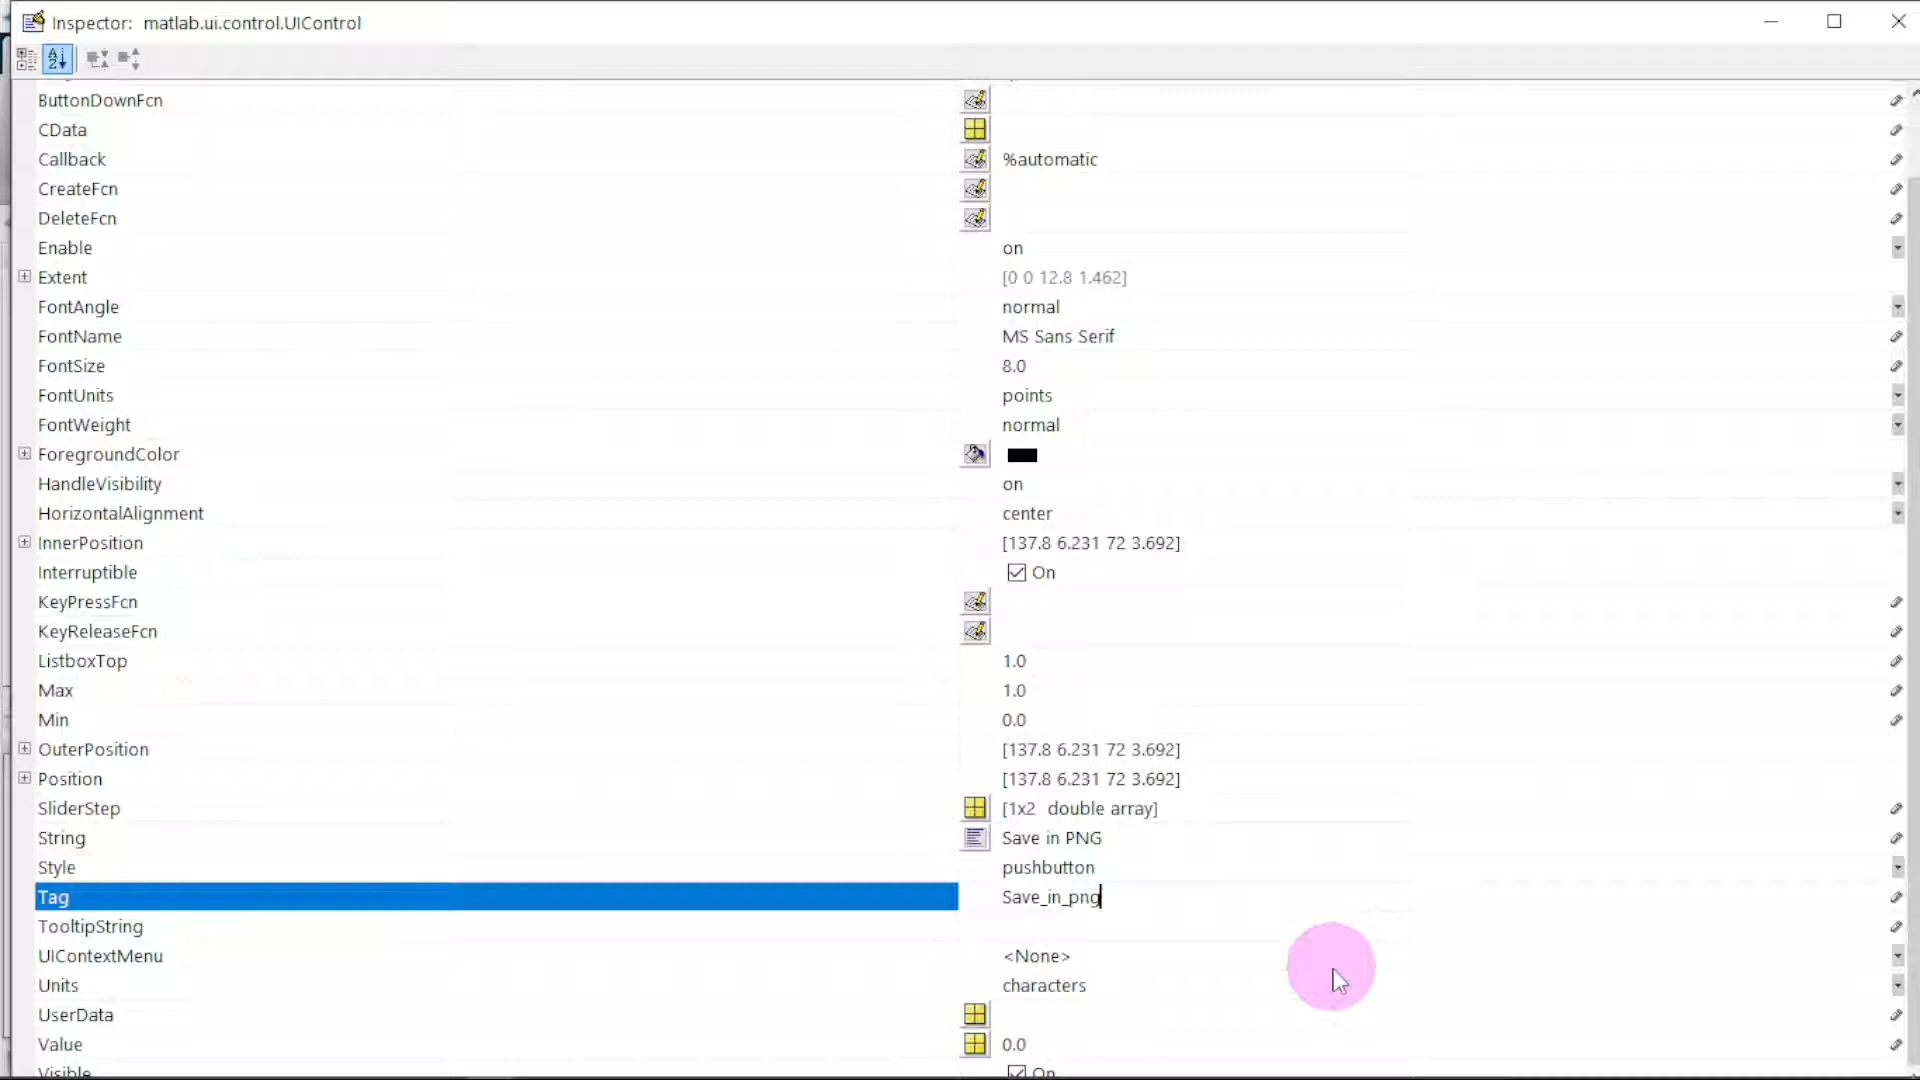 Inspector: matlab.ui.control.UIControl
ButtonDownFcn
CData
Callback %automatic
CreateFcn
DeleteFcn
Enable on
Extent [0 0 12.8 1.462]
FontAngle normal
FontName MS Sans Serif
FontSize 8.0
FontUnits points
FontWeight normal
ForegroundColor
HandleVisibility on
HorizontalAlignment center
InnerPosition [137.8 6.231 72 3.692]
Interruptible On
KeyPressFcn
KeyReleaseFcn
ListboxTop 1.0
Max 1.0
Min 0.0
OuterPosition [137.8 6.231 72 3.692]
Position [137.8 6.231 72 3.692]
SliderStep [1x2 double array]
String Save in PNG
Style pushbutton
Tag Save_in_png
TooltipString
UIContextMenu <None>
Units characters
UserData
Value 0.0
Visible On